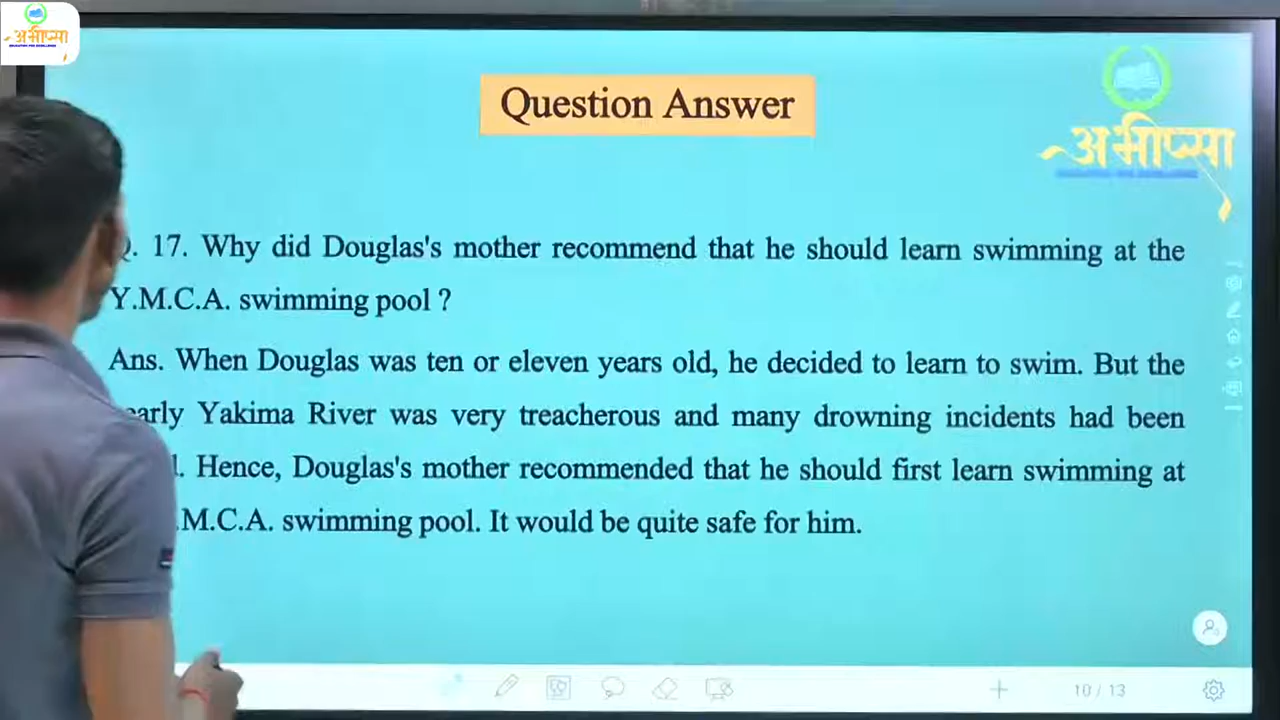 अभीप्सा
Question Answer
अभीप्सा
. 17. Why did Douglas's mother recommend that he should learn swimming at the
Y.M.C.A. swimming pool ?
Ans. When Douglas was ten or eleven years old, he decided to learn to swim. But the
early Yakima River was very treacherous and many drowning incidents had been
. Hence, Douglas's mother recommended that he should first learn swimming at
.M.C.A. swimming pool. It would be quite safe for him.
10 / 13